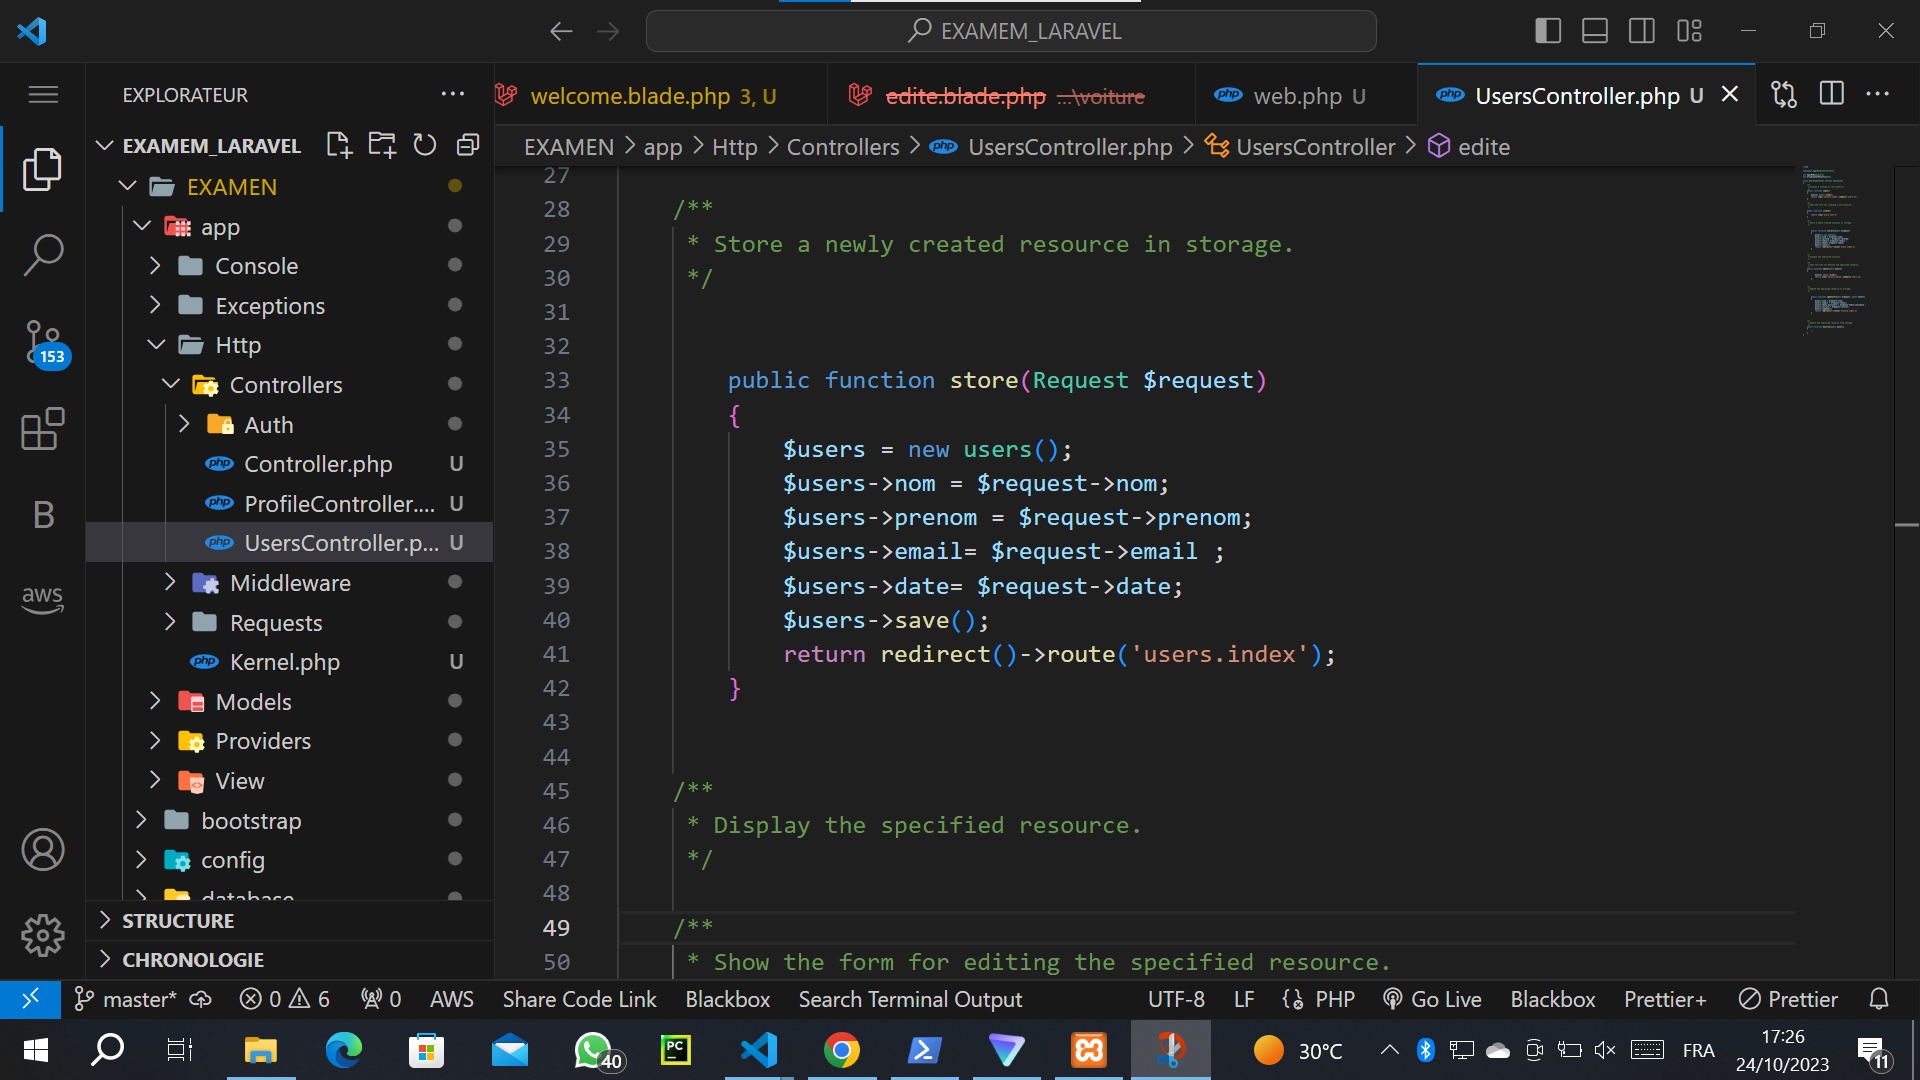 EXAMEM_LARAVEL
EXPLORATEUR
welcome.blade.php 3, U
edite.blade.php ...\voiture
web.php U
UsersController.php U
EXAMEM_LARAVEL
EXAMEN > app > Http > Controllers > UsersController.php > UsersController > edite
EXAMEN
app
Console
Exceptions
Http
Controllers
Auth
Controller.php U
ProfileController.... U
UsersController.p... U
Middleware
Requests
Kernel.php U
Models
Providers
View
bootstrap
config
database
STRUCTURE
CHRONOLOGIE
153
B
aws
27
28 /**
29 * Store a newly created resource in storage.
30 */
31
32
33 public function store(Request $request)
34 {
35 $users = new users();
36 $users->nom = $request->nom;
37 $users->prenom = $request->prenom;
38 $users->email= $request->email ;
39 $users->date= $request->date;
40 $users->save();
41 return redirect()->route('users.index');
42 }
43
44
45 /**
46 * Display the specified resource.
47 */
48
49 /**
50 * Show the form for editing the specified resource.
master* 0 6 0 AWS Share Code Link Blackbox Search Terminal Output UTF-8 LF PHP Go Live Blackbox Prettier+ Prettier
PC
40
30°C
FRA
17:26
24/10/2023
11